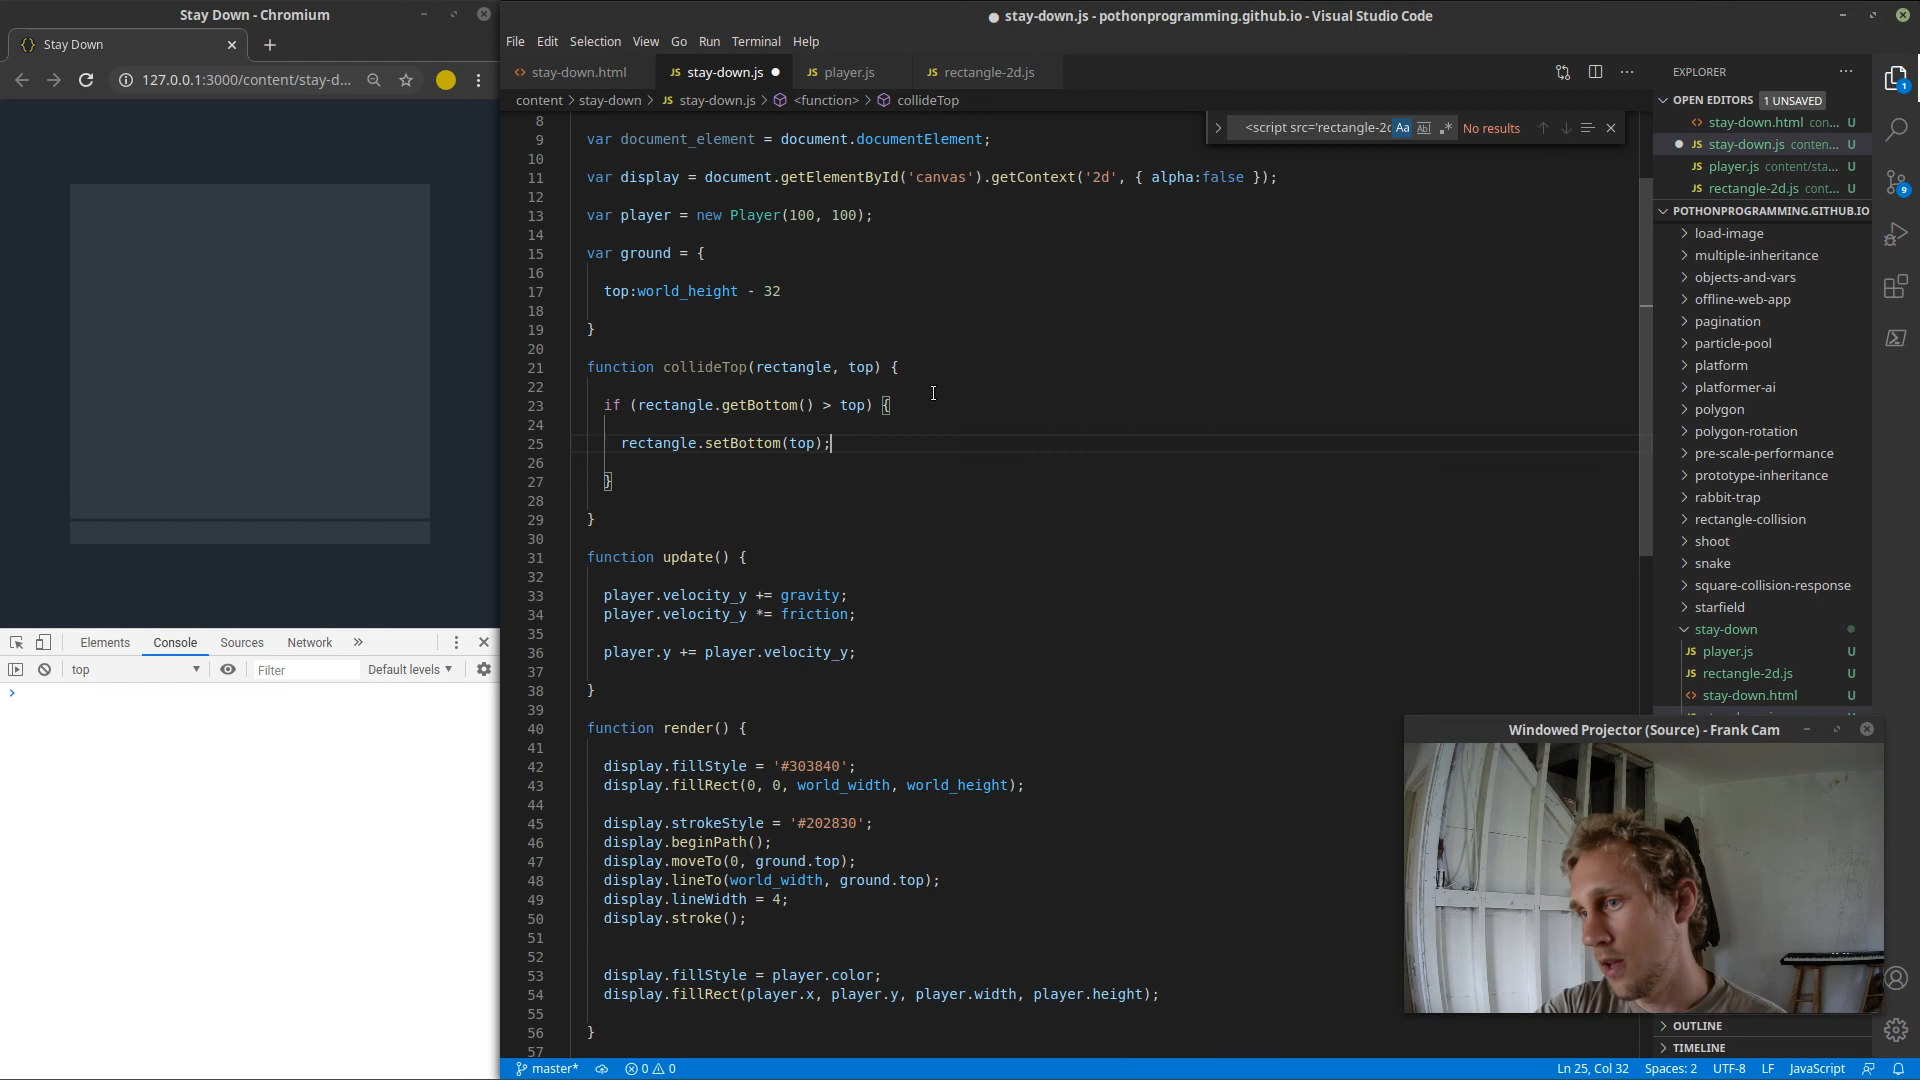 Stay Down - Chromium
Stay Down
127.0.0.1:3000/content/stay-d...
Elements Console Sources Network »
top Filter Default levels
stay-down.js - pothonprogramming.github.io - Visual Studio Code
File Edit Selection View Go Run Terminal Help
stay-down.html JS stay-down.js JS player.js JS rectangle-2d.js
content > stay-down > JS stay-down.js > <function> > collideTop
<script src='rectangle-2d Aa Abl .* No results
8
9 var document_element = document.documentElement;
10
11 var display = document.getElementById('canvas').getContext('2d', { alpha:false });
12
13 var player = new Player(100, 100);
14
15 var ground = {
16
17 top:world_height - 32
18
19 }
20
21 function collideTop(rectangle, top) {
22
23 if (rectangle.getBottom() > top) {
24
25 rectangle.setBottom(top);
26
27 }
28
29 }
30
31 function update() {
32
33 player.velocity_y += gravity;
34 player.velocity_y *= friction;
35
36 player.y += player.velocity_y;
37
38 }
39
40 function render() {
41
42 display.fillStyle = '#303840';
43 display.fillRect(0, 0, world_width, world_height);
44
45 display.strokeStyle = '#202830';
46 display.beginPath();
47 display.moveTo(0, ground.top);
48 display.lineTo(world_width, ground.top);
49 display.lineWidth = 4;
50 display.stroke();
51
52
53 display.fillStyle = player.color;
54 display.fillRect(player.x, player.y, player.width, player.height);
55
56 }
57
EXPLORER
OPEN EDITORS 1 UNSAVED
stay-down.html con... U
JS stay-down.js conten... U
JS player.js content/sta... U
JS rectangle-2d.js cont... U
POTHONPROGRAMMING.GITHUB.IO
load-image
multiple-inheritance
objects-and-vars
offline-web-app
pagination
particle-pool
platform
platformer-ai
polygon
polygon-rotation
pre-scale-performance
prototype-inheritance
rabbit-trap
rectangle-collision
shoot
snake
square-collision-response
starfield
stay-down
JS player.js U
JS rectangle-2d.js U
stay-down.html U
OUTLINE
TIMELINE
1
9
Windowed Projector (Source) - Frank Cam
master* 0 0 Ln 25, Col 32 Spaces: 2 UTF-8 LF JavaScript